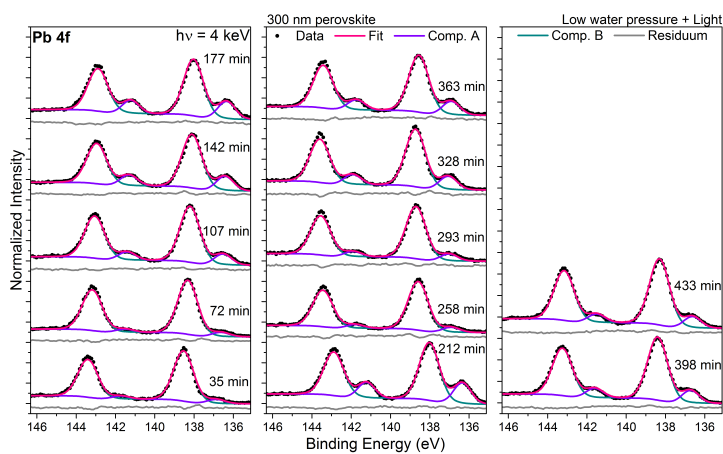 300 nm perovskite
Low water pressure + Light
Pb 4f
hν = 4 keV
Data Fit Comp. A
Comp. B Residuum
177 min
142 min
107 min
72 min
35 min
363 min
328 min
293 min
258 min
212 min
433 min
398 min
Normalized Intensity
146 144 142 140 138 136
146 144 142 140 138 136
146 144 142 140 138 136
Binding Energy (eV)